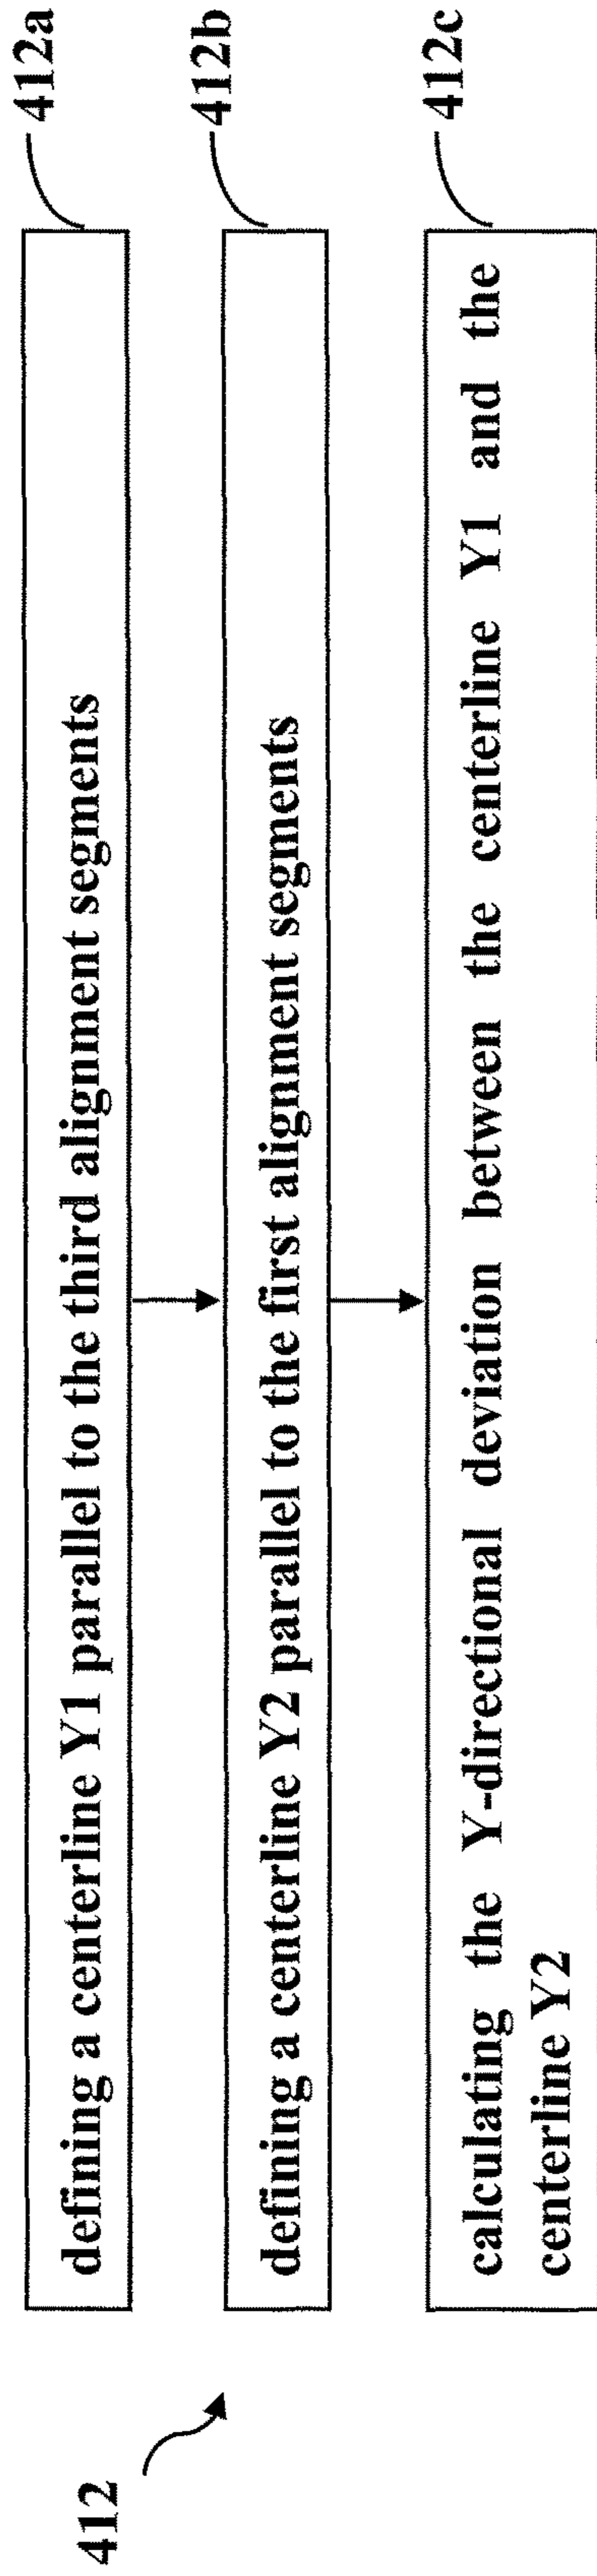 412
defining a centerline Y1 parallel to the third alignment segments
412a
defining a centerline Y2 parallel to the first alignment segments
412b
calculating the Y-directional deviation between the centerline Y1 and the
centerline Y2
412c